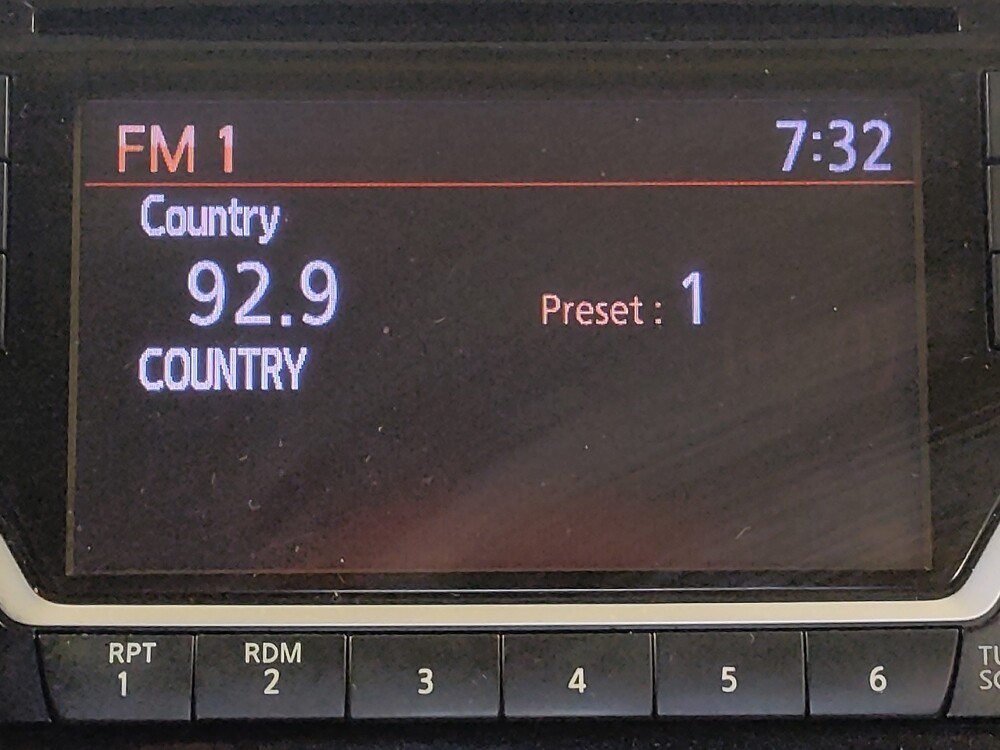 FM 1 7:32
Country
92.9 Preset : 1
COUNTRY
RPT RDM
1 2 3 4 5 6